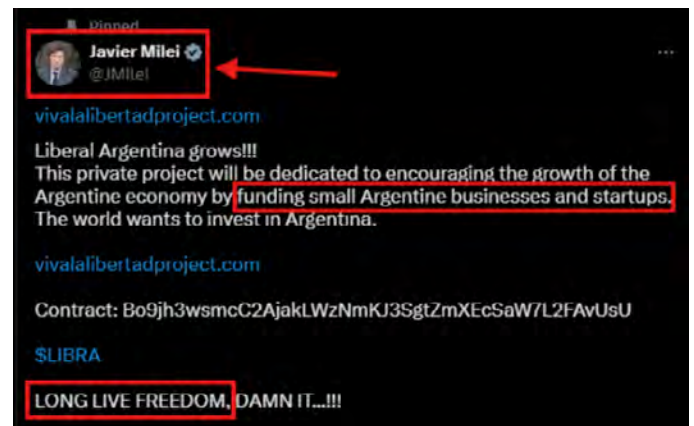 Pinned
Javier Milei
@JMilei
vivalalibertadproject.com
Liberal Argentina grows!!!
This private project will be dedicated to encouraging the growth of the
Argentine economy by funding small Argentine businesses and startups.
The world wants to invest in Argentina.
vivalalibertadproject.com
Contract: Bo9jh3wsmcC2AjakLWzNmKJ3SgtZmXEcSaW7L2FAvUsU
$LIBRA
LONG LIVE FREEDOM, DAMN IT...!!!